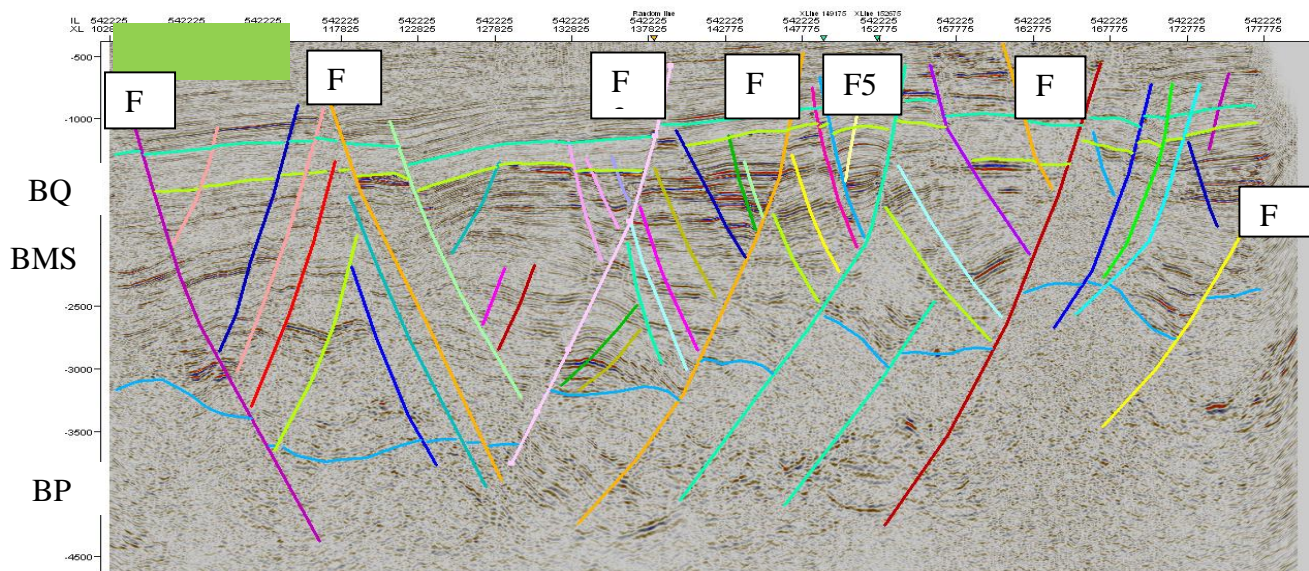 Random line XLine 149175 XLine 152675
IL 542225 542225 542225 542225 542225 542225 542225 542225 542225 542225 542225 542225 542225 542225 542225 542225
XL 117825 122825 127825 132825 137825 142775 147775 152775 157775 162775 167775 172775 177775
-500
F F F F F5 F
-1000
BQ
F
BMS
-2500
-3000
-3500
BP
-4500